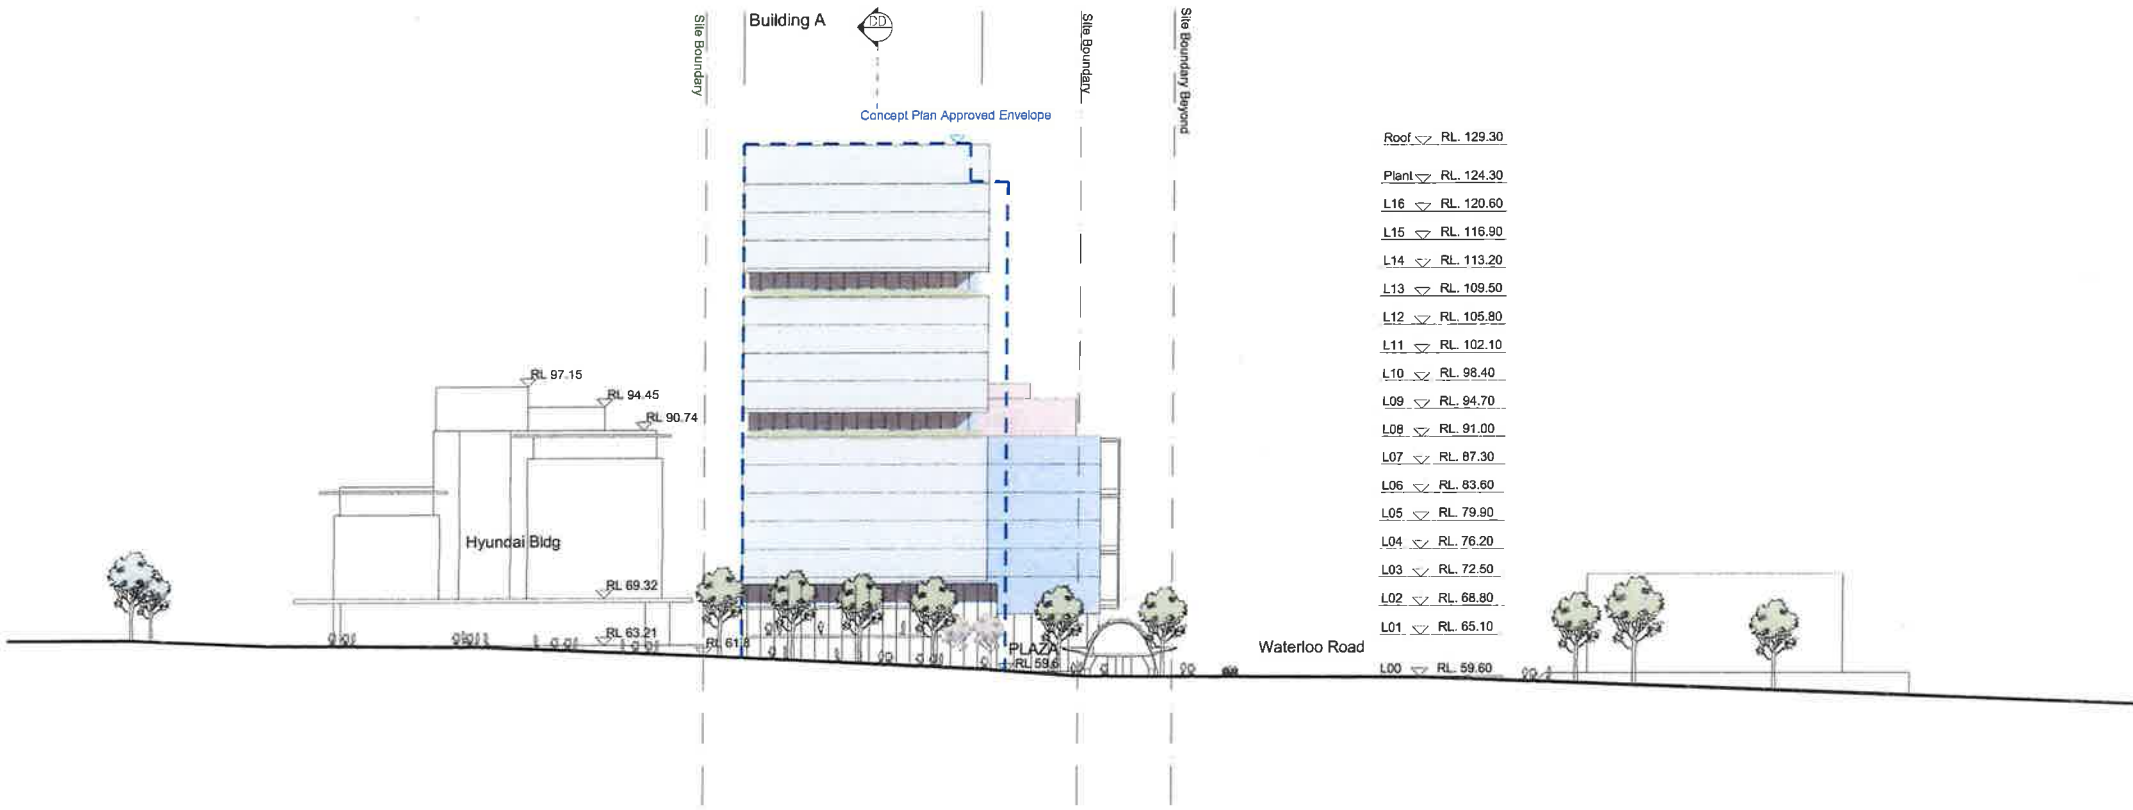 Building A
DD
Site Boundary
Site Boundary
Site Boundary Beyond
Concept Plan Approved Envelope
Roof RL. 129.30
Plant RL. 124.30
L16 RL. 120.60
L15 RL. 116.90
L14 RL. 113.20
L13 RL. 109.50
L12 RL. 105.80
L11 RL. 102.10
L10 RL. 98.40
L09 RL. 94.70
L08 RL. 91.00
L07 RL. 87.30
L06 RL. 83.60
L05 RL. 79.90
L04 RL. 76.20
L03 RL. 72.50
L02 RL. 68.80
L01 RL. 65.10
L00 RL. 59.60
RL 97.15
RL 94.45
RL 90.74
Hyundai Bldg
RL 69.32
RL 63.21
RL 61.8
PLAZA
RL 59.6
Waterloo Road